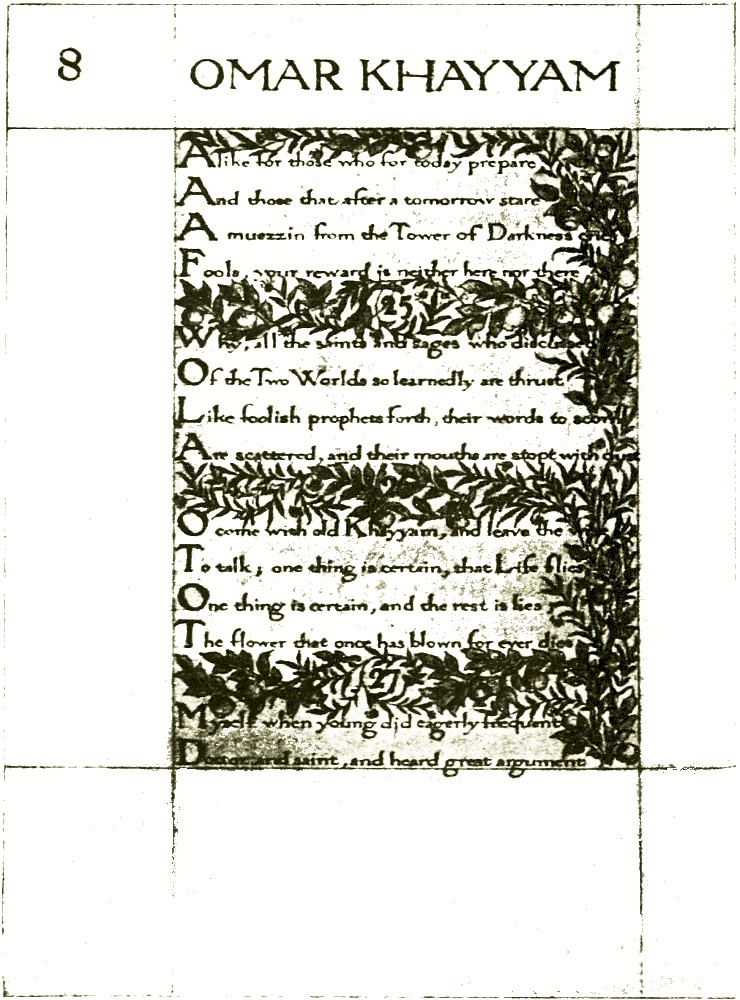 8 OMAR KHAYYAM
Alike for those who for today prepare
And those that after a tomorrow stare
A muezzin from the Tower of Darkness cries
Fools, your reward is neither here nor there
25
Why, all the saints and sages who discussed
Of the Two Worlds so learnedly are thrust
Like foolish prophets forth, their words to scorn
Are scattered, and their mouths are stopt with dust
O come with old Khayyam, and leave the
To talk; one thing is certain, that Life flies
One thing is certain, and the rest is lies
The flower that once has blown for ever dies
27
Myself when young did eagerly frequent
Doctor and saint, and heard great argument